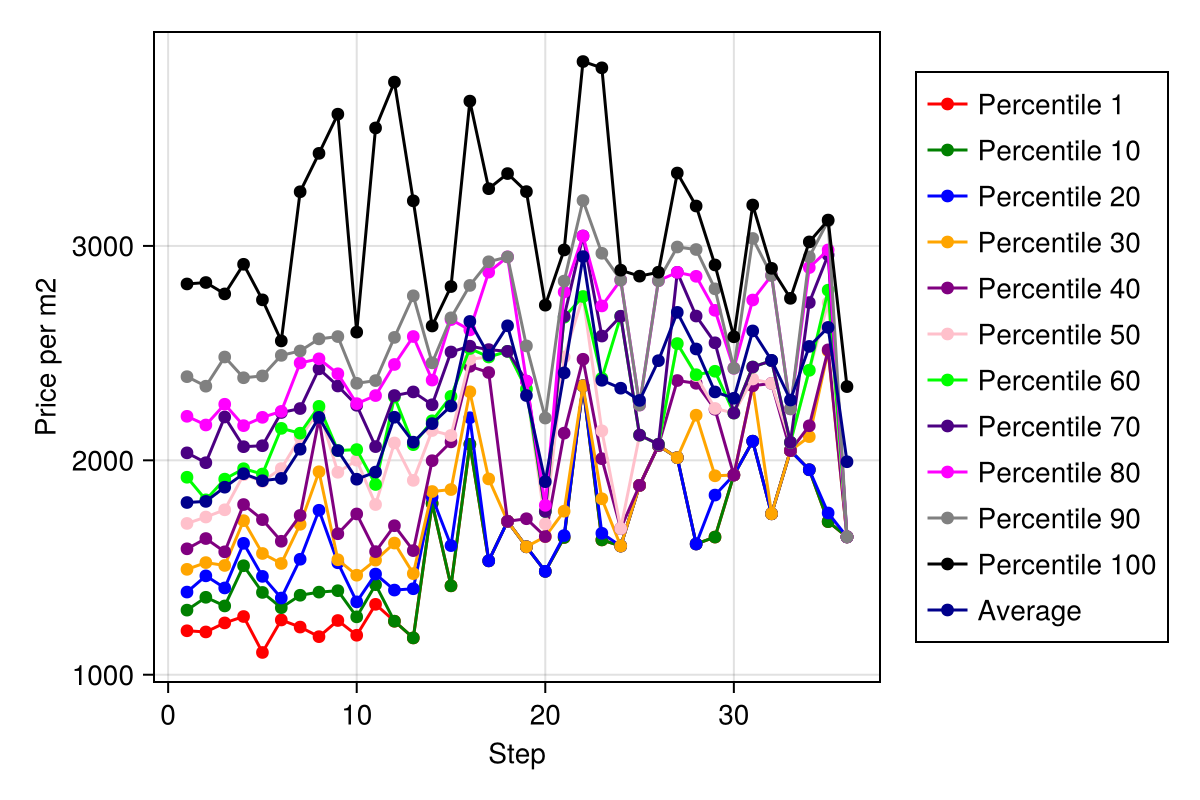 3000
2000
1000
Price per m2
0
10
20
30
Step
Percentile 1
Percentile 10
Percentile 20
Percentile 30
Percentile 40
Percentile 50
Percentile 60
Percentile 70
Percentile 80
Percentile 90
Percentile 100
Average